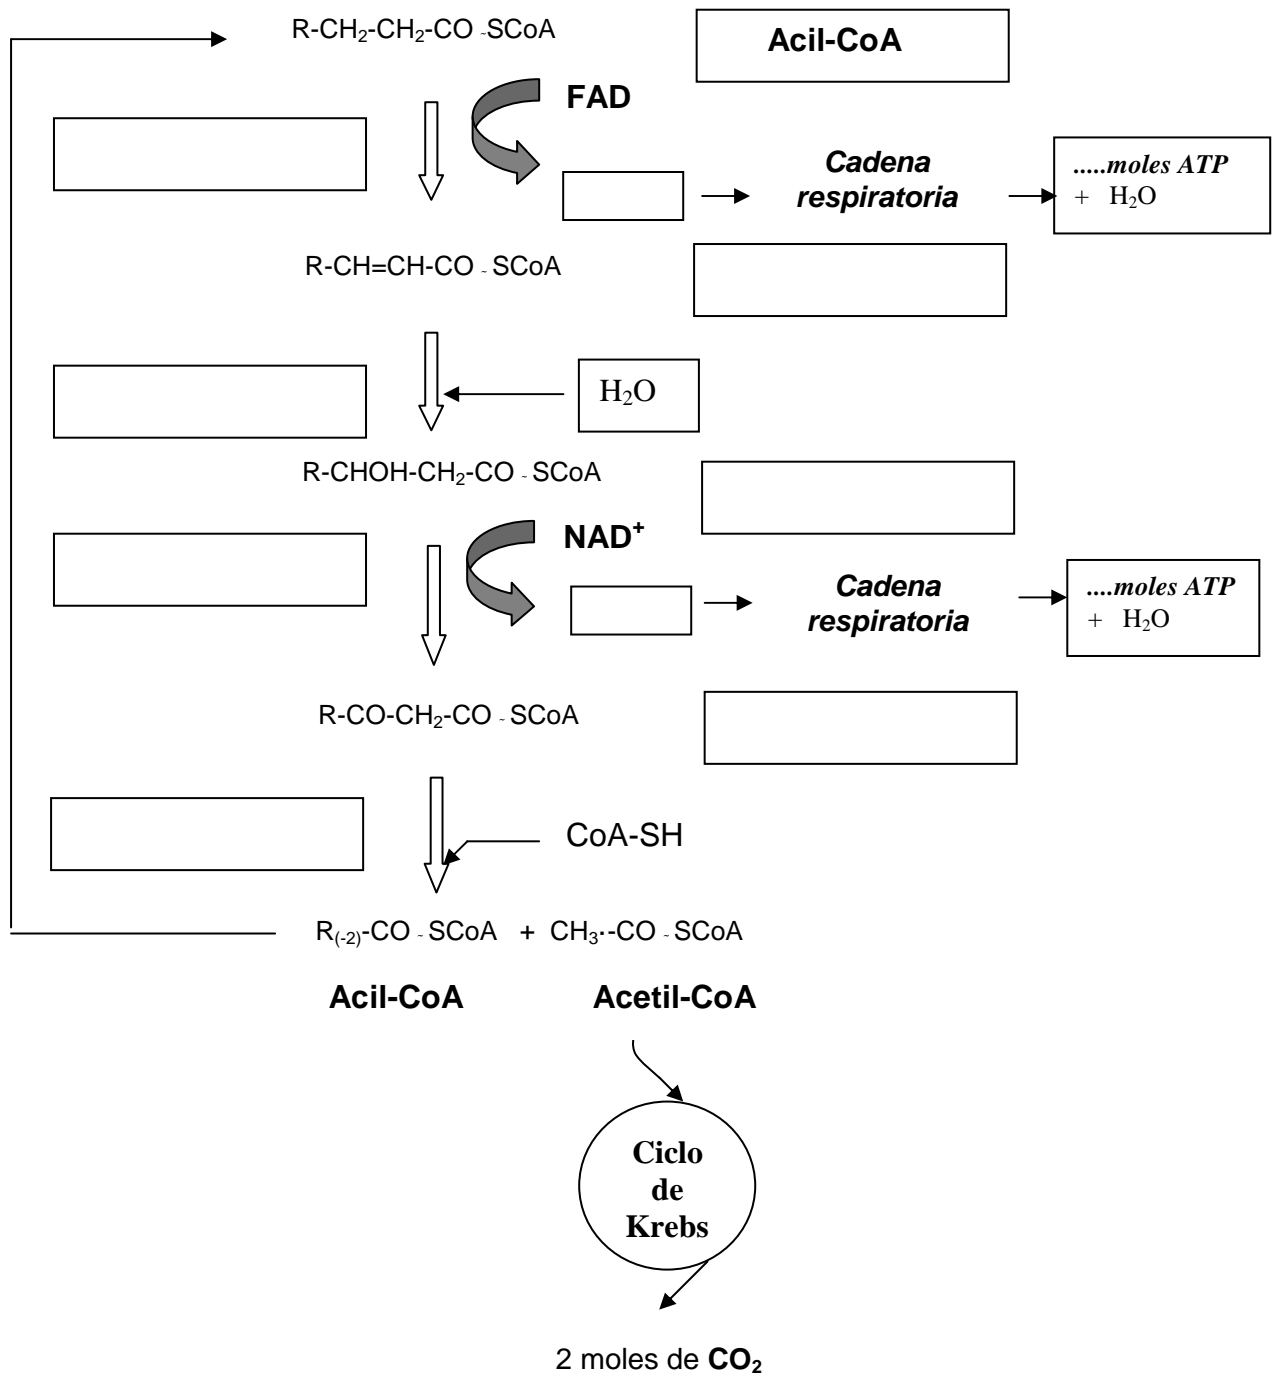 R-CH₂-CH₂-CO ~SCoA
Acil-CoA
FAD
Cadena
respiratoria
.....moles ATP
+ H₂O
R-CH=CH-CO ~ SCoA
H₂O
R-CHOH-CH₂-CO ~ SCoA
NAD⁺
Cadena
respiratoria
....moles ATP
+ H₂O
R-CO-CH₂-CO ~ SCoA
CoA-SH
R₍₋₂₎-CO ~ SCoA + CH₃·-CO ~ SCoA
Acil-CoA
Acetil-CoA
Ciclo
de
Krebs
2 moles de CO₂